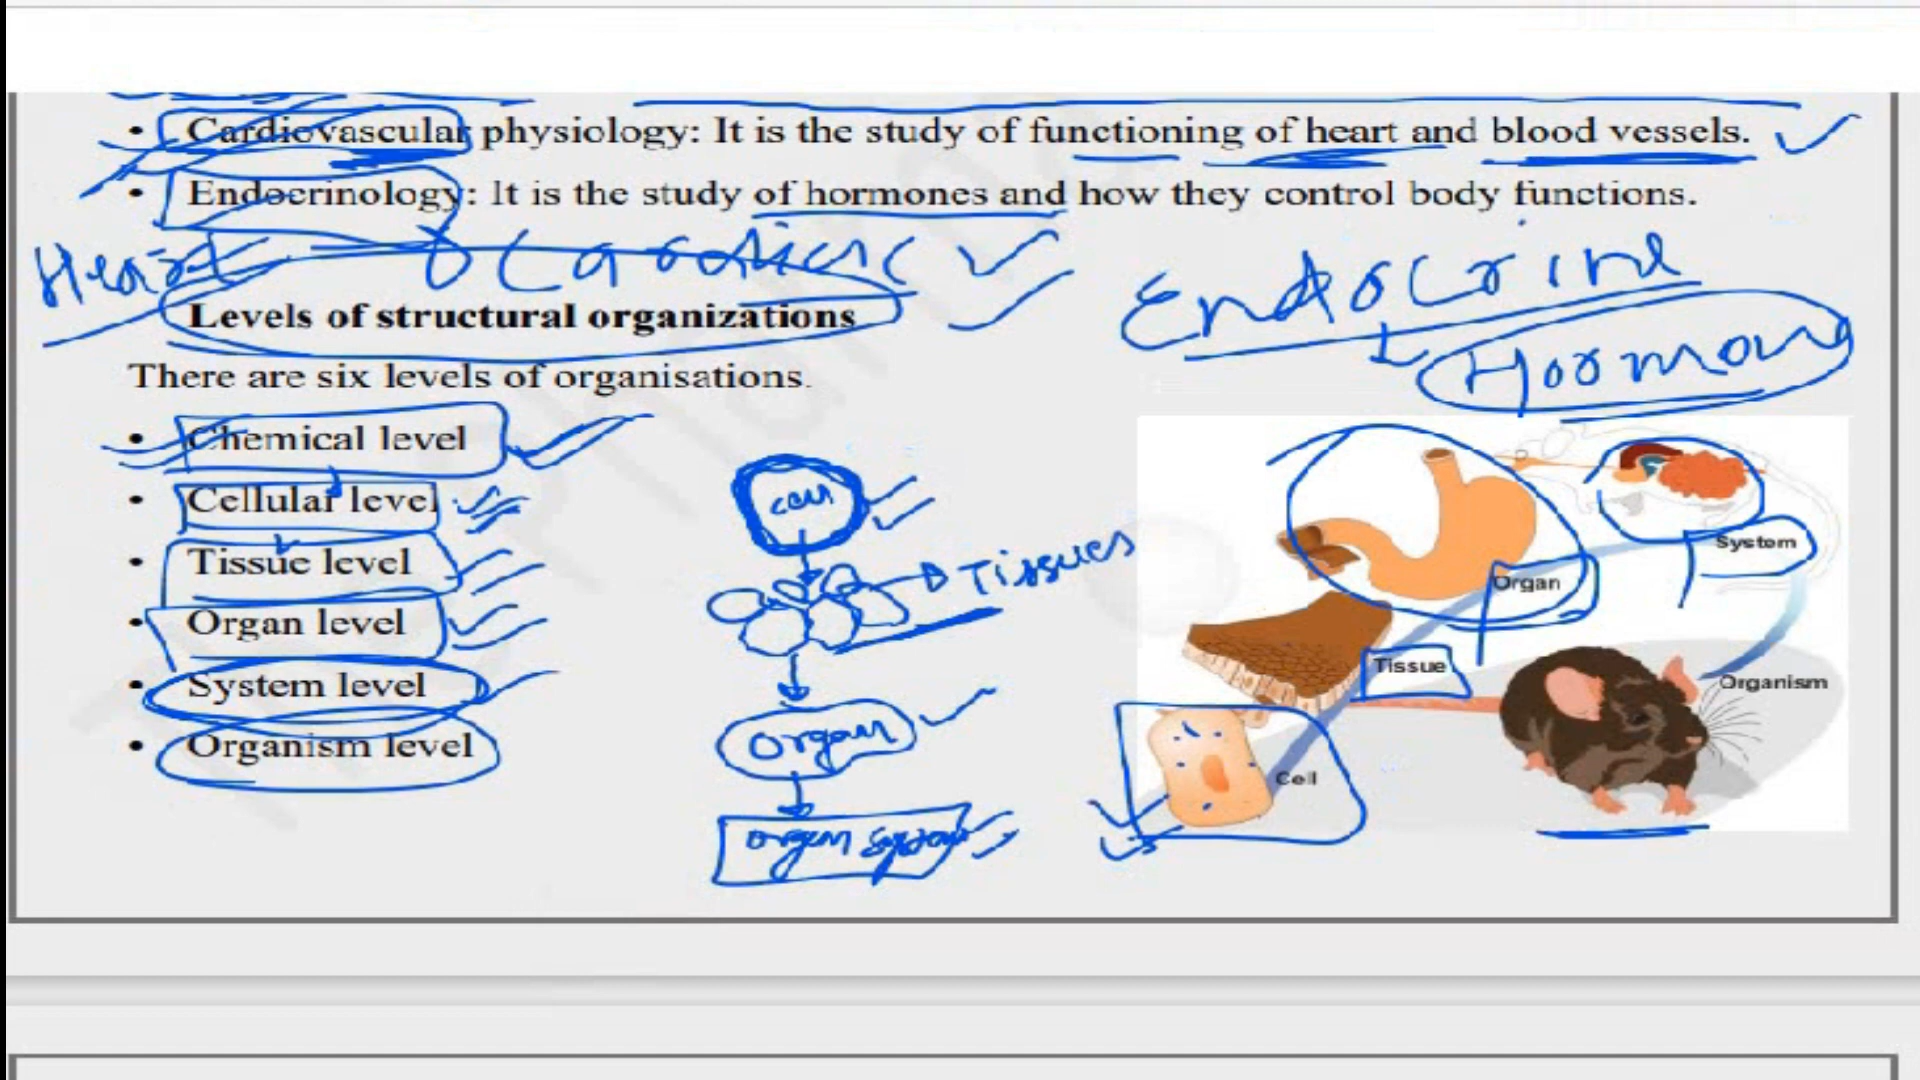 • Cardiovascular physiology: It is the study of functioning of heart and blood vessels.
• Endocrinology: It is the study of hormones and how they control body functions.
Heart Cardiac
Endocrine
Levels of structural organizations
Hormone
There are six levels of organisations.
• Chemical level
• Cellular level
• Tissue level
• Organ level
• System level
• Organism level
cell
Tissues
Organ
organ system
System
Organ
Tissue
Organism
Cell